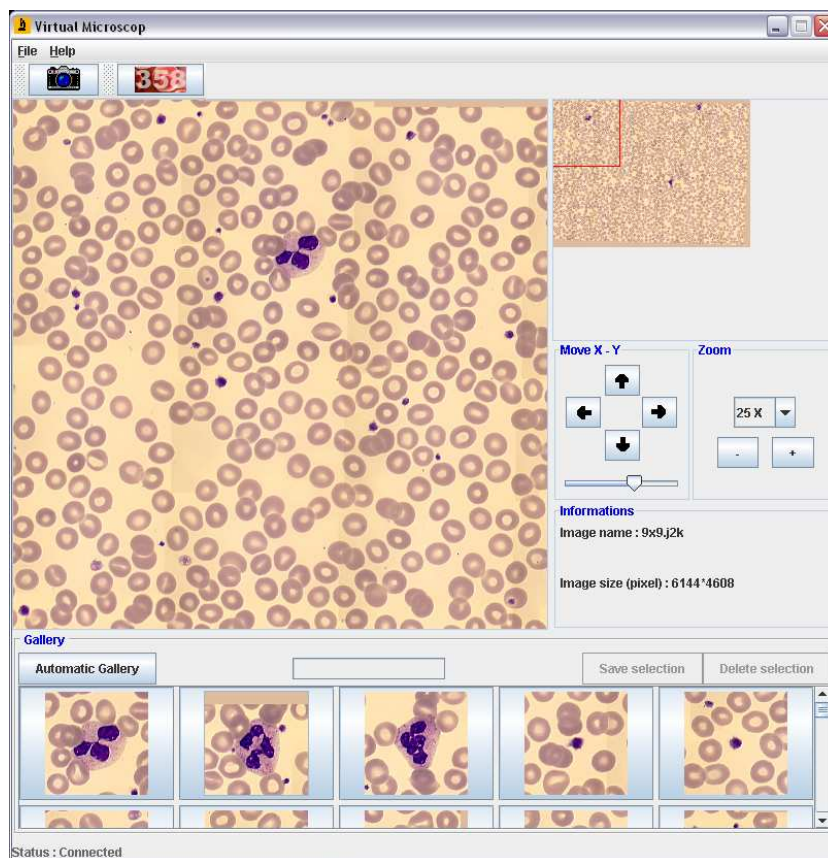 Virtual Microscop
File Help
358
Move X - Y
Zoom
25 X
- +
Informations
Image name : 9x9.j2k
Image size (pixel) : 6144*4608
Gallery
Automatic Gallery Save selection Delete selection
Status : Connected